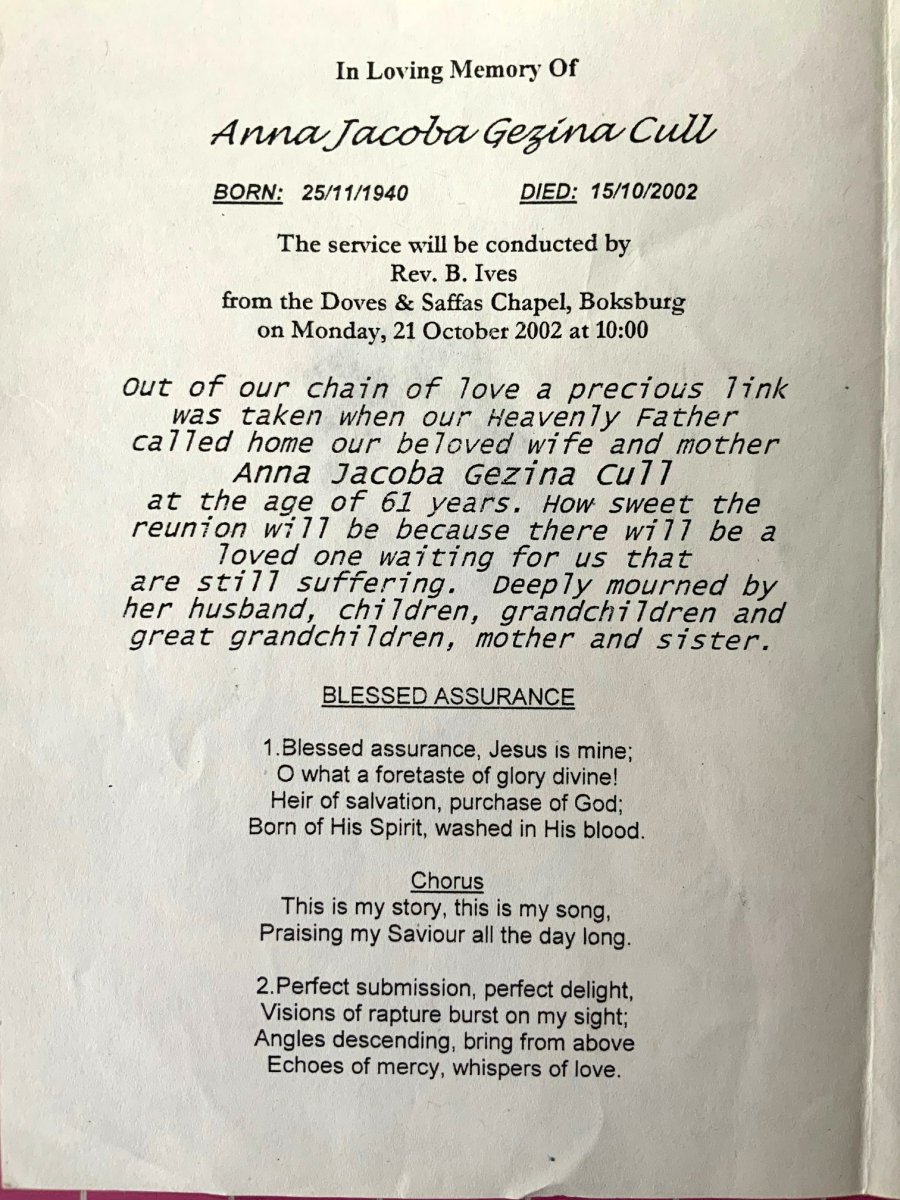 In Loving Memory Of
Anna Jacoba Gezina Cull
BORN: 25/11/1940 DIED: 15/10/2002
The service will be conducted by
Rev. B. Ives
from the Doves & Saffas Chapel, Boksburg
on Monday, 21 October 2002 at 10:00
Out of our chain of love a precious link
was taken when our Heavenly Father
called home our beloved wife and mother
Anna Jacoba Gezina Cull
at the age of 61 years. How sweet the
reunion will be because there will be a
loved one waiting for us that
are still suffering. Deeply mourned by
her husband, children, grandchildren and
great grandchildren, mother and sister.
BLESSED ASSURANCE
1.Blessed assurance, Jesus is mine;
O what a foretaste of glory divine!
Heir of salvation, purchase of God;
Born of His Spirit, washed in His blood.
Chorus
This is my story, this is my song,
Praising my Saviour all the day long.
2.Perfect submission, perfect delight,
Visions of rapture burst on my sight;
Angles descending, bring from above
Echoes of mercy, whispers of love.